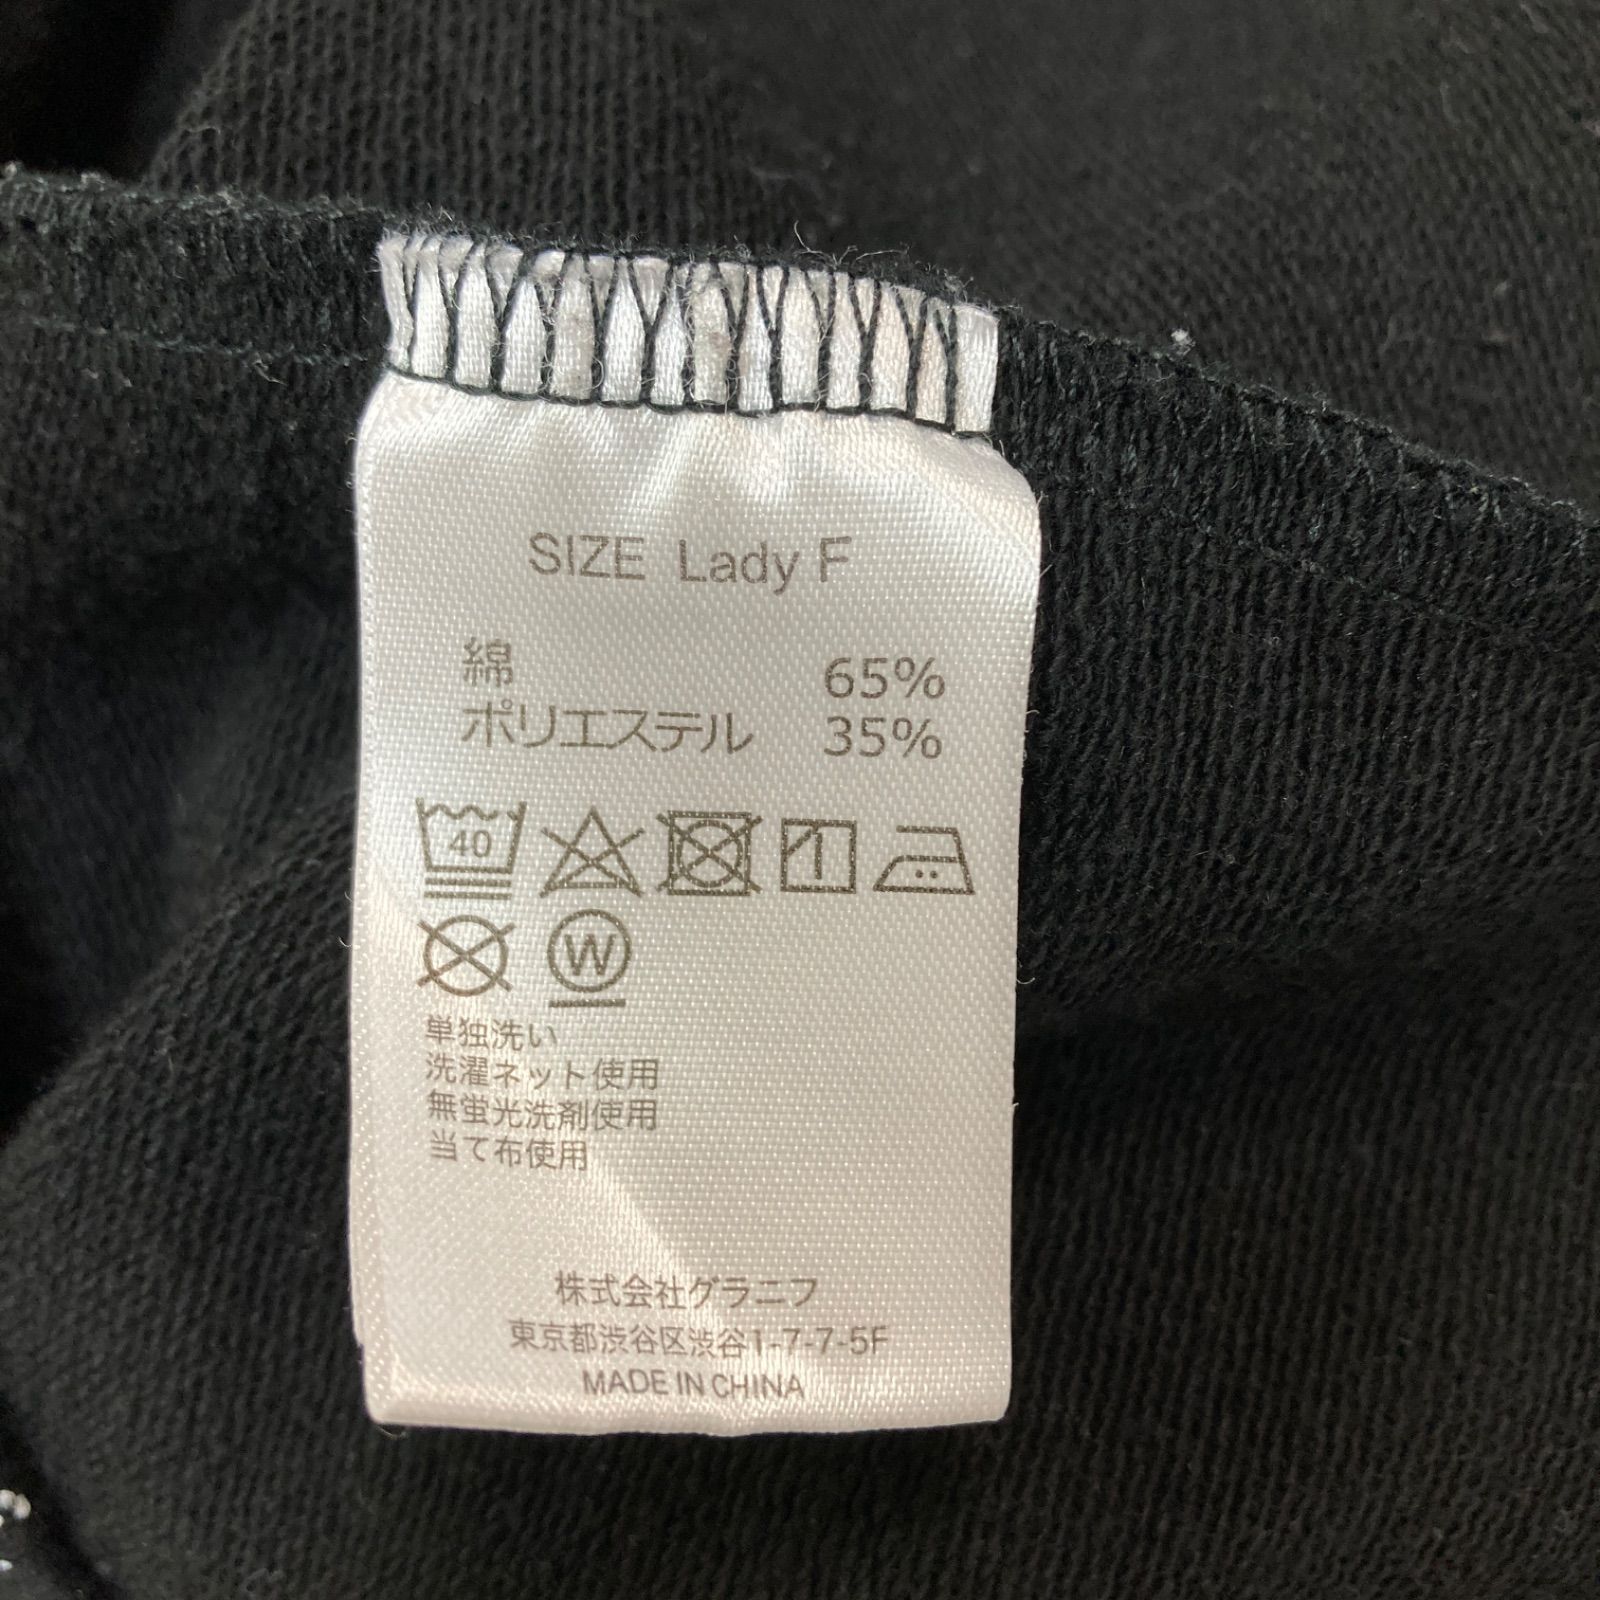 SIZE Lady F
綿 65%
ポリエステル 35%
40
W
単独洗い
洗濯ネット使用
無蛍光洗剤使用
当て布使用
株式会社グラニフ
東京都渋谷区渋谷1-7-7-5F
MADE IN CHINA